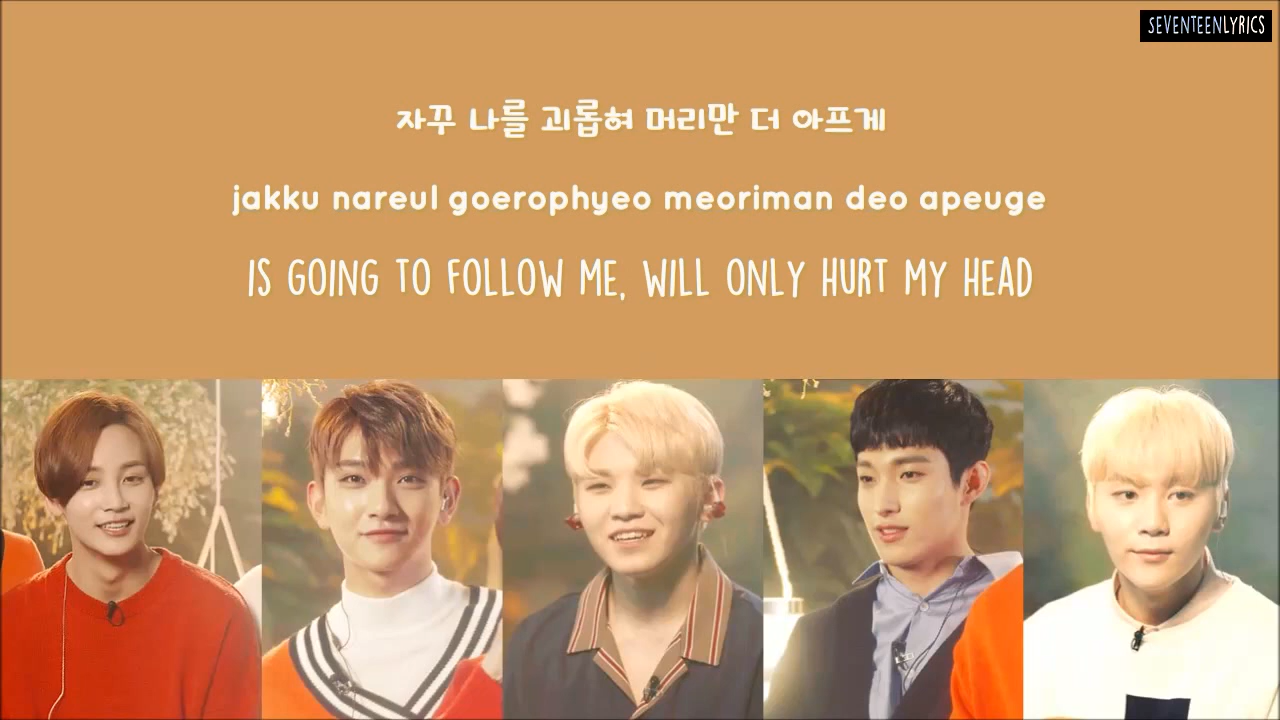 SEVENTEENLYRICS
자꾸 나를 괴롭혀 머리만 더 아프게
jakku nareul goerophyeo meoriman deo apeuge
IS GOING TO FOLLOW ME, WILL ONLY HURT MY HEAD